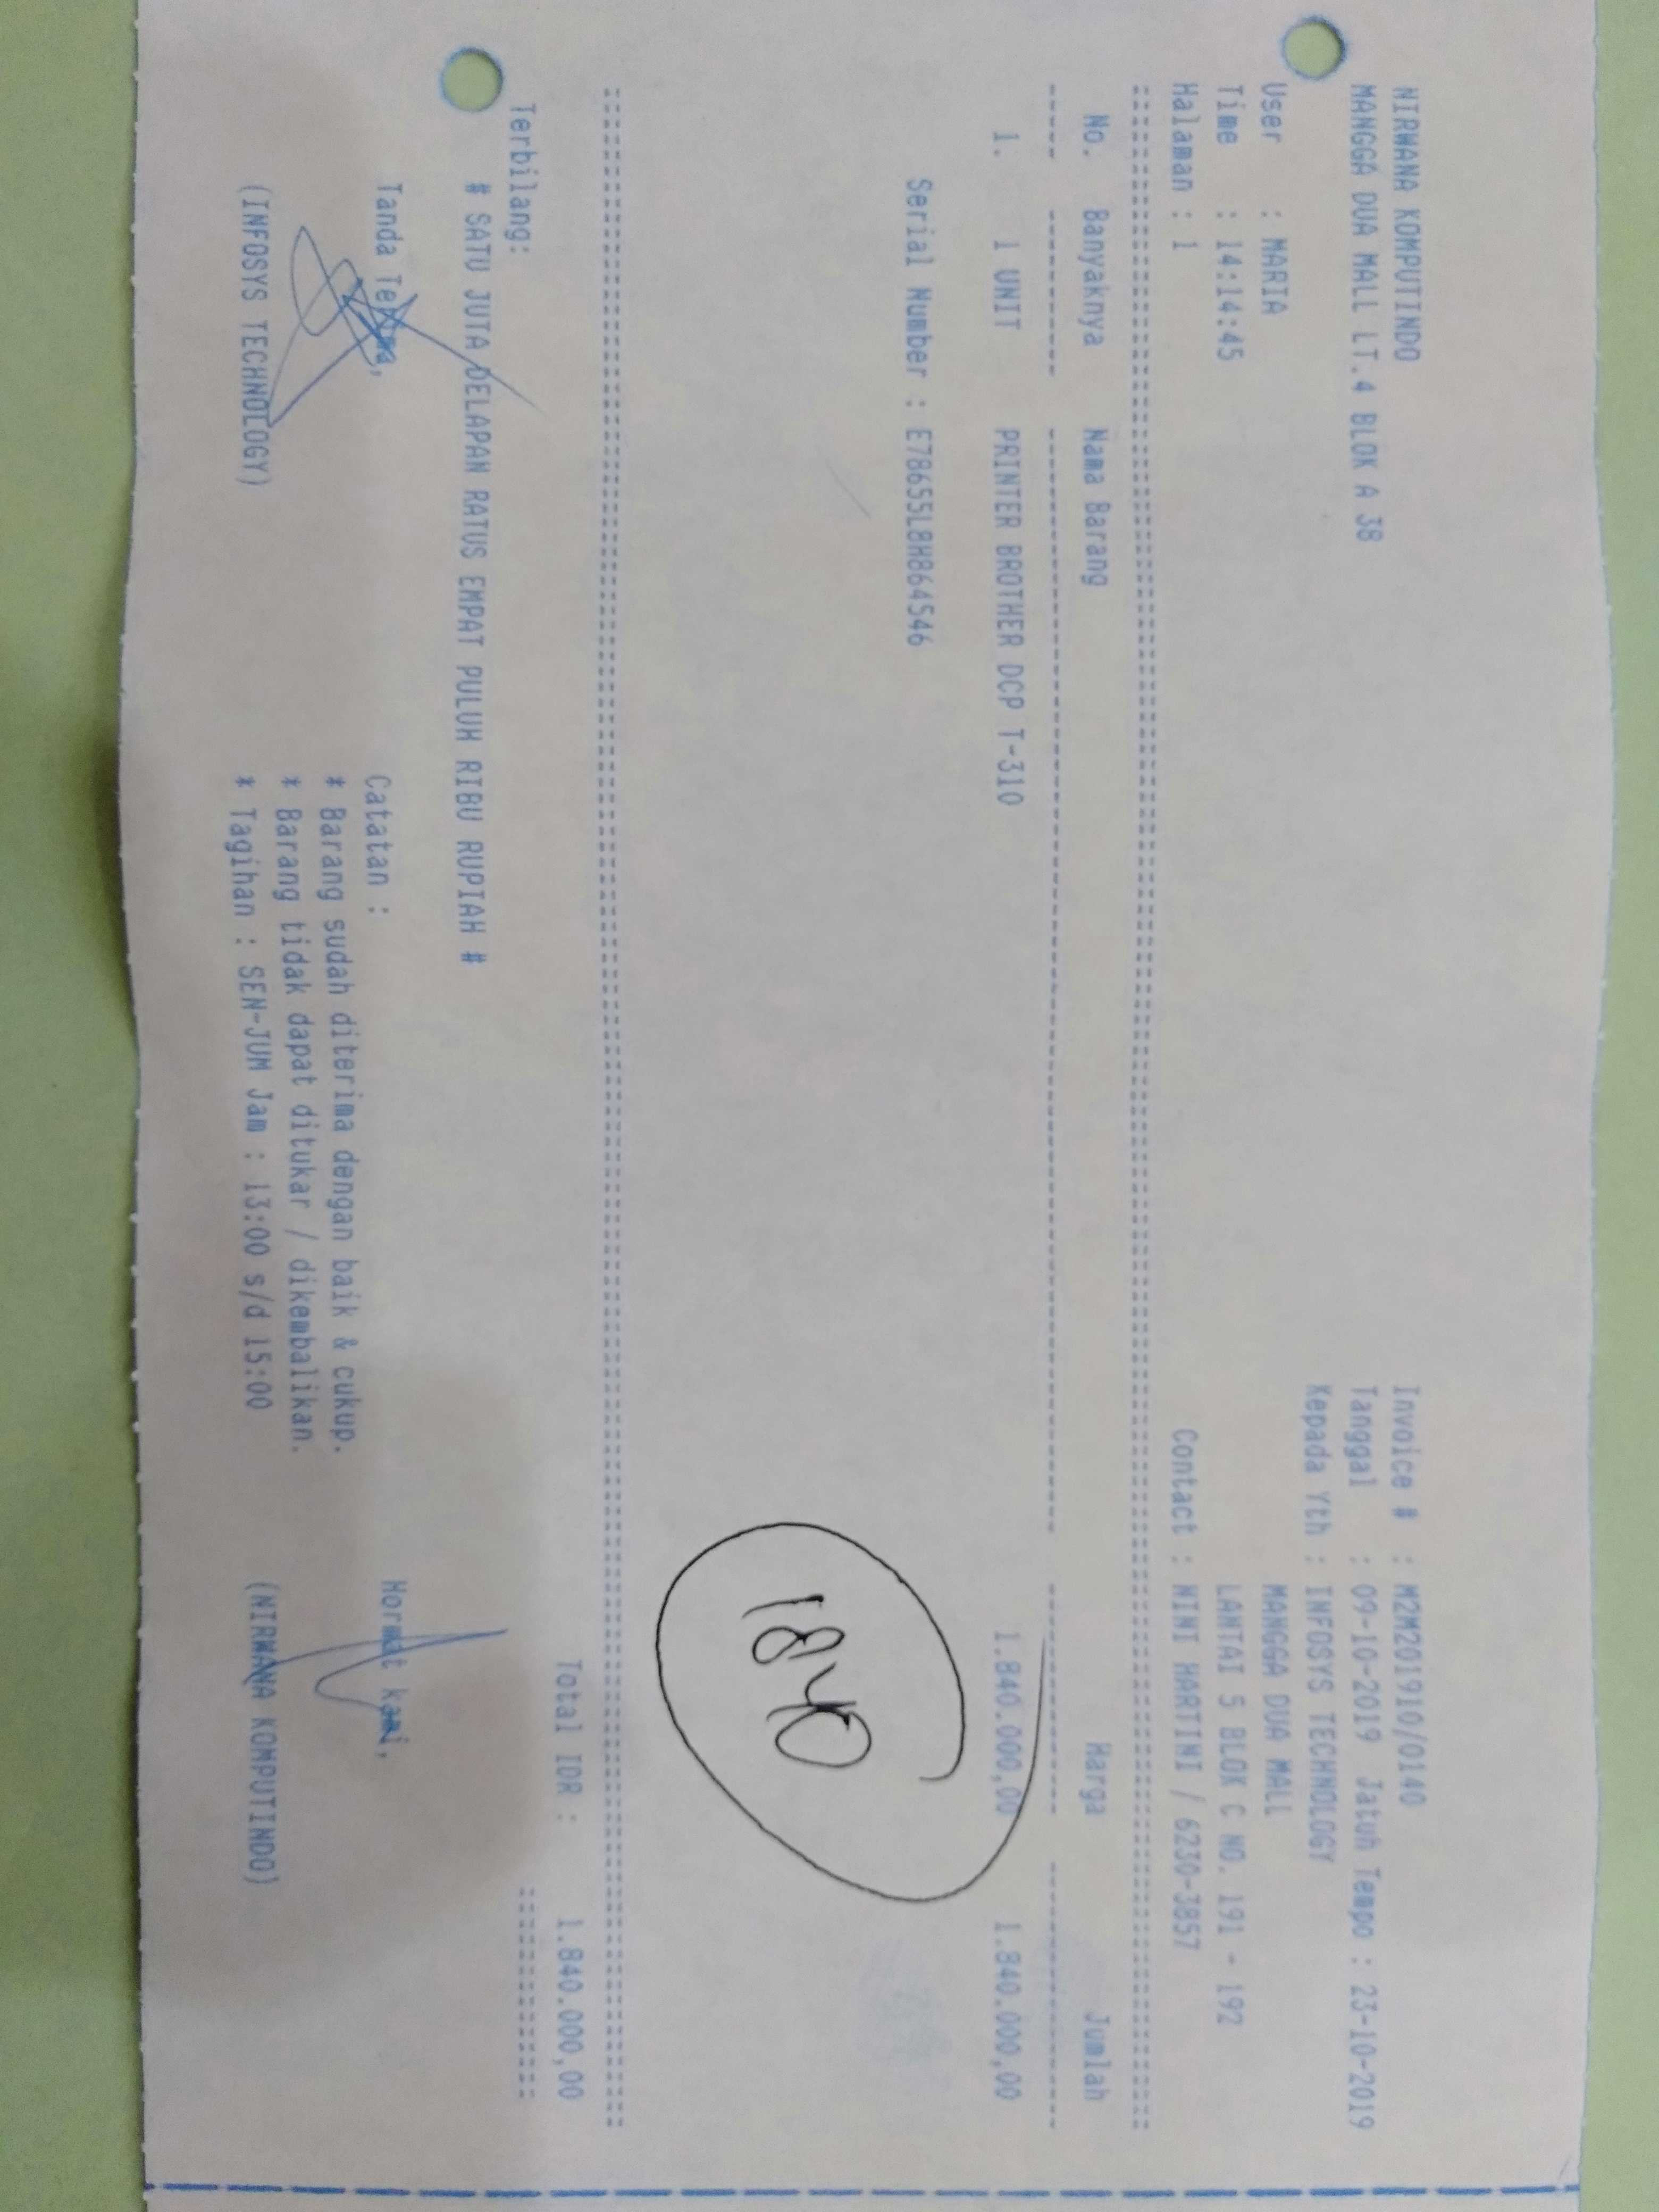 NIRWANA KOMPUTINDO
MANGGA DUA MALL LT.4 BLOK A 38
User : MARIA
Time : 14:14:45
Halaman : 1
Invoice # : M2M201910/0140
Tanggal : 09-10-2019 Jatuh Tempo : 23-10-2019
Kepada Yth : INFOSYS TECHNOLOGY
MANGGA DUA MALL
LANTAI 5 BLOK C NO. 191 - 192
Contact : NINI HARTINI / 6230-3857
No. Banyaknya Nama Barang Harga Jumlah
1. 1 UNIT PRINTER BROTHER DCP T-310 1.840.000,00 1.840.000,00
Serial Number : E78655L8H864546
1840
Total IDR : 1.840.000,00
Terbilang:
# SATU JUTA DELAPAN RATUS EMPAT PULUH RIBU RUPIAH #
Tanda Terima,
(INFOSYS TECHNOLOGY)
Catatan :
* Barang sudah diterima dengan baik & cukup.
* Barang tidak dapat ditukar / dikembalikan.
* Tagihan : SEN-JUM Jam : 13:00 s/d 15:00
Hormat kami,
(NIRWANA KOMPUTINDO)